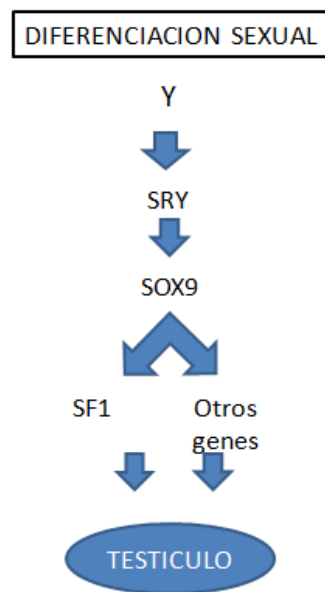 DIFERENCIACION SEXUAL
Y
SRY
SOX9
SF1
Otros
genes
TESTICULO